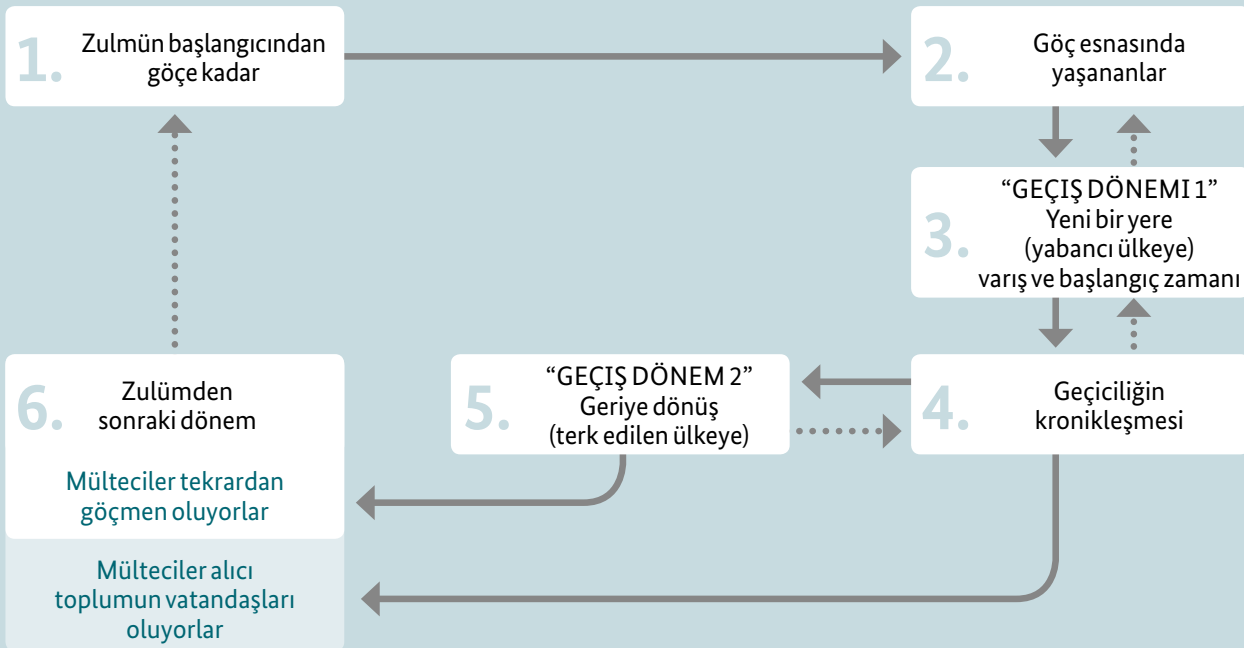 1.
Zulmün başlangıcından
göçe kadar
2.
Göç esnasında
yaşananlar
3.
“GEÇIŞ DÖNEMI 1”
Yeni bir yere
(yabancı ülkeye)
varış ve başlangıç zamanı
4.
Geçiciliğin
kronikleşmesi
5.
“GEÇIŞ DÖNEM 2”
Geriye dönüş
(terk edilen ülkeye)
6.
Zulümden
sonraki dönem
Mülteciler tekrardan
göçmen oluyorlar
Mülteciler alıcı
toplumun vatandaşları
oluyorlar